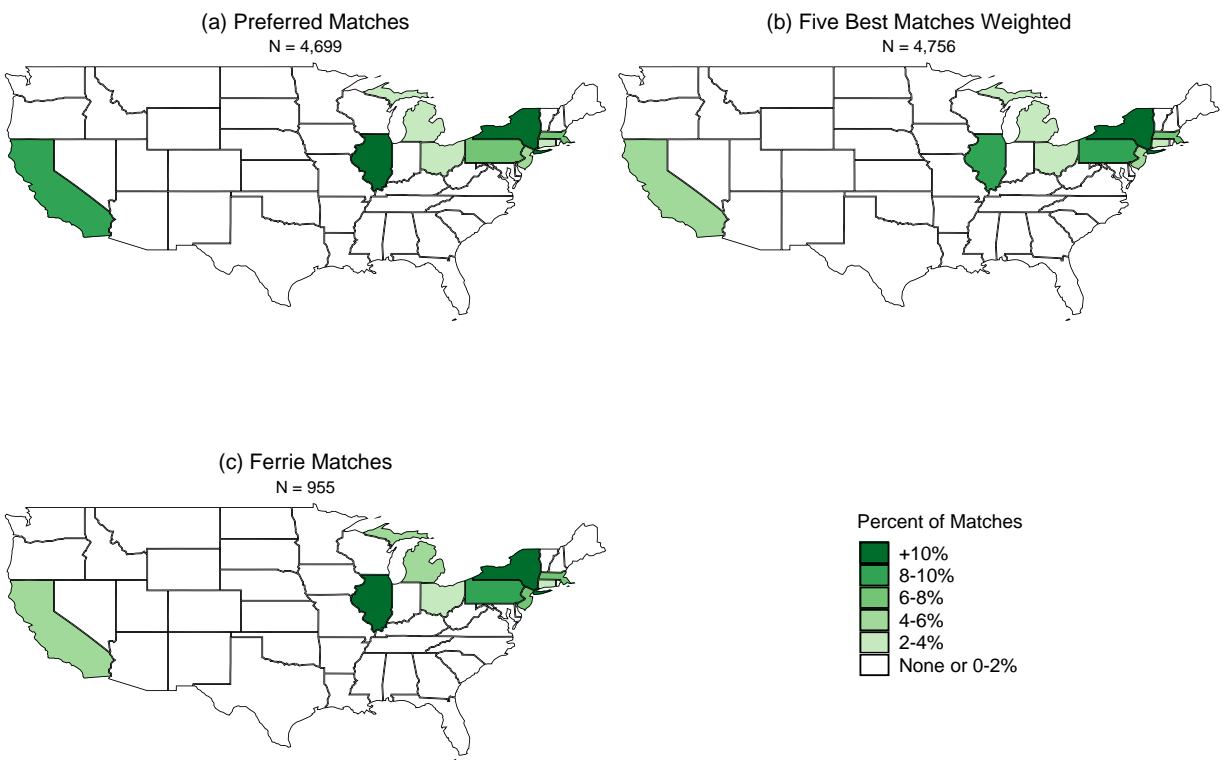 (a) Preferred Matches
N = 4,699
(b) Five Best Matches Weighted
N = 4,756
(c) Ferrie Matches
N = 955
Percent of Matches
+10%
8-10%
6-8%
4-6%
2-4%
None or 0-2%